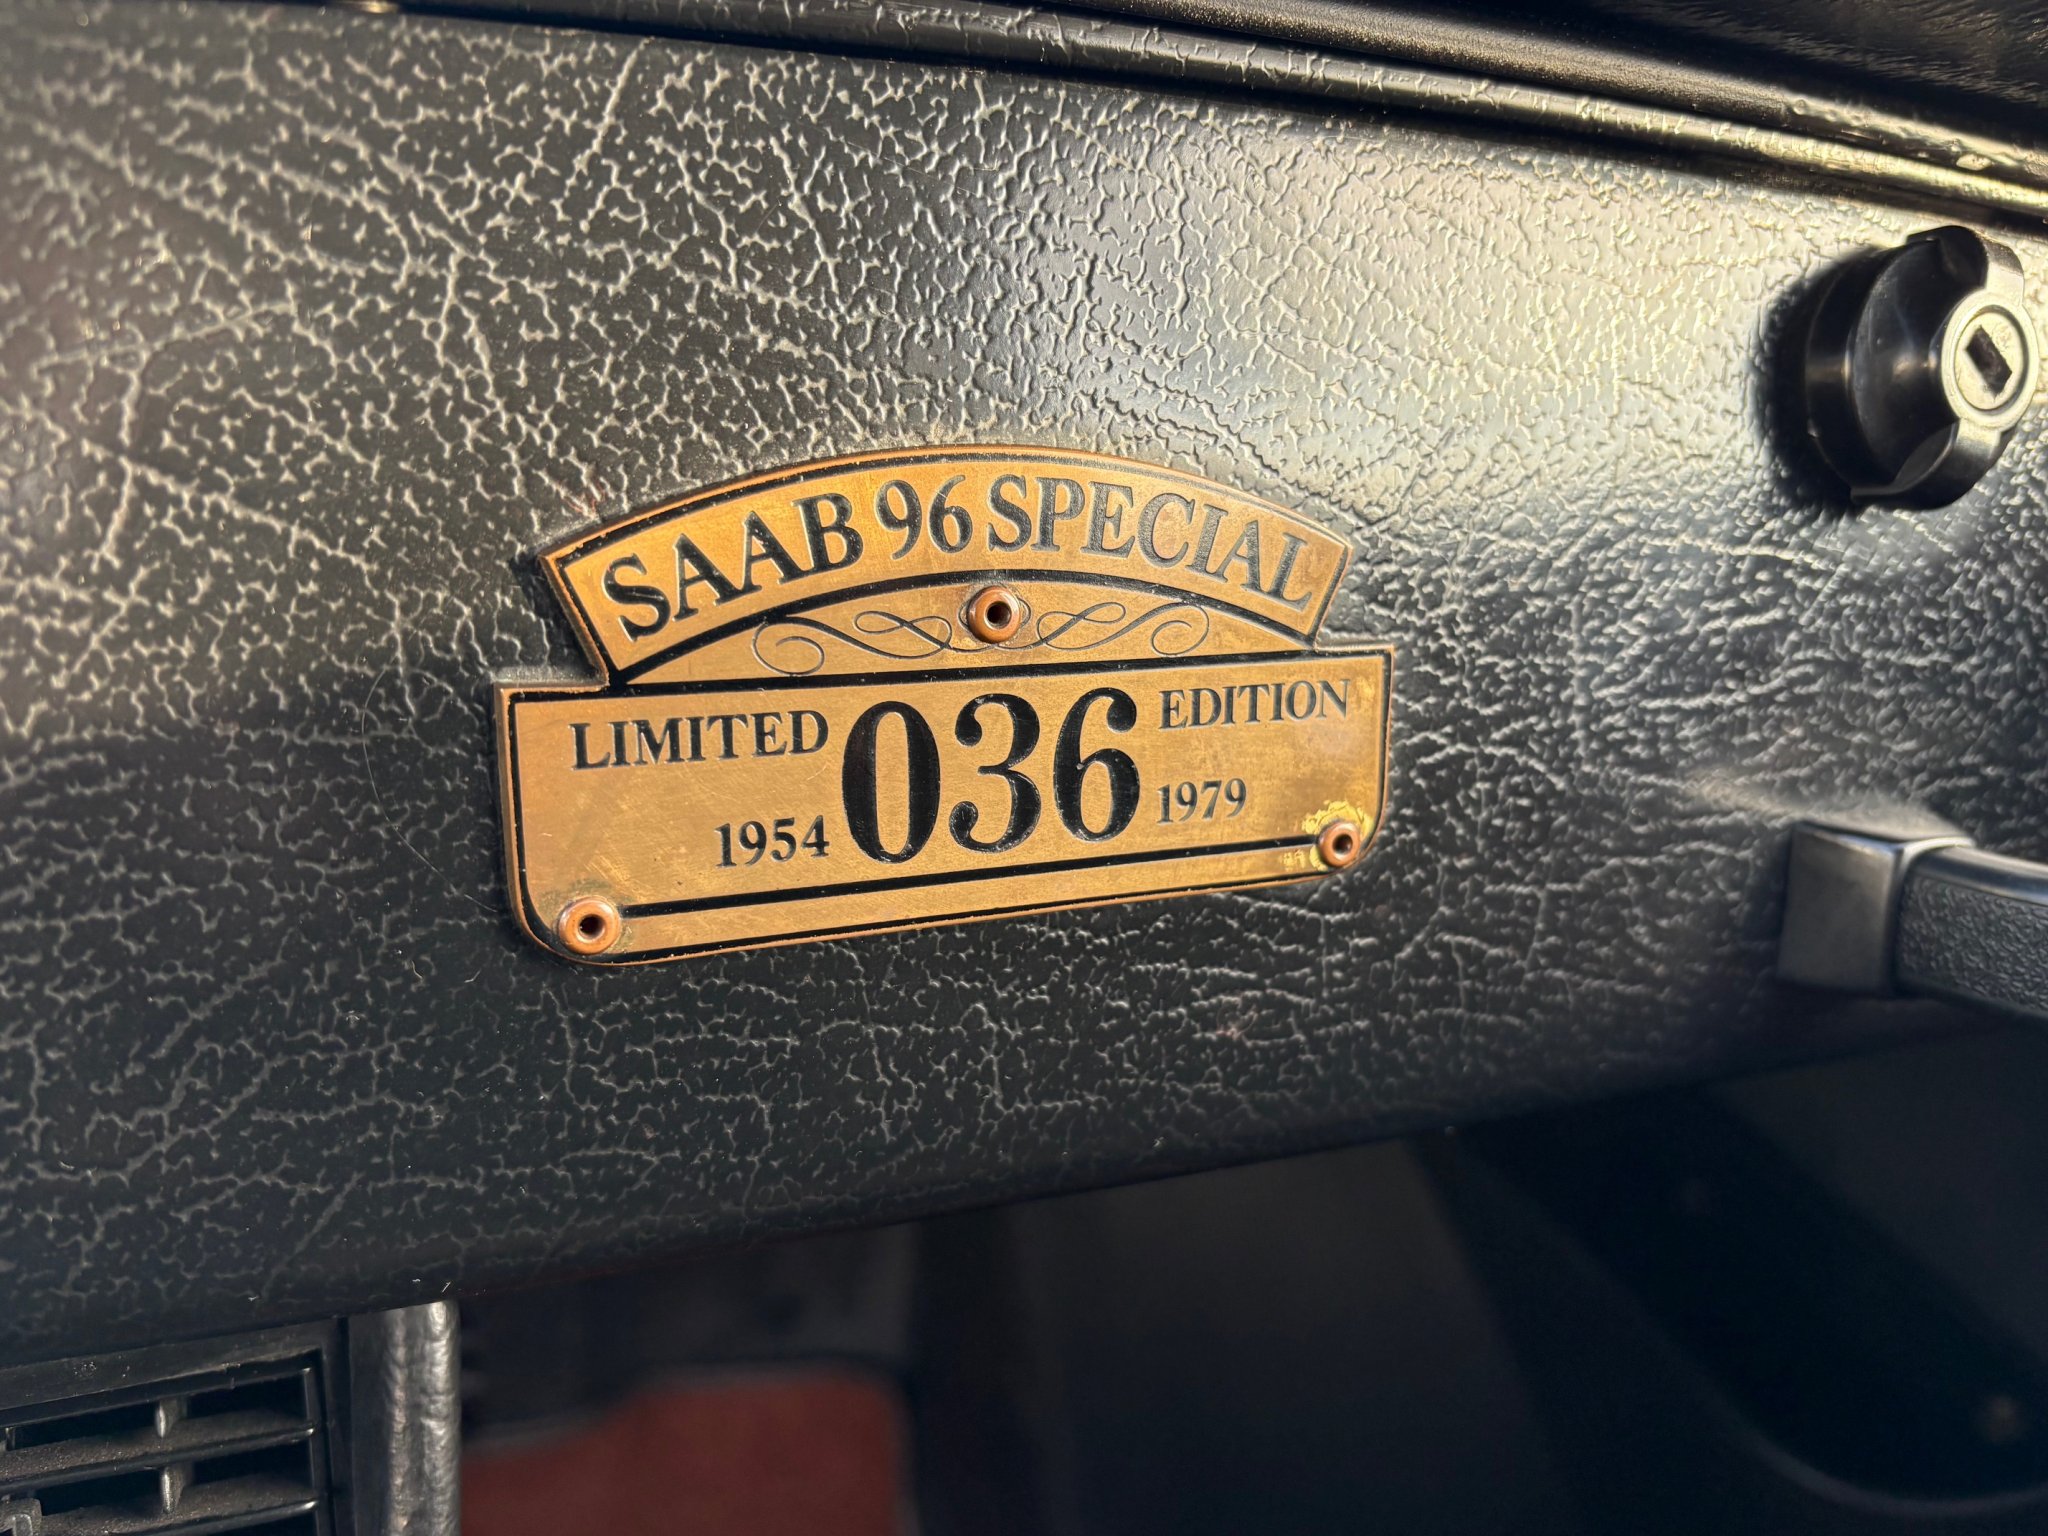 SAAB 96 SPECIAL
LIMITED 036 EDITION
1954 1979